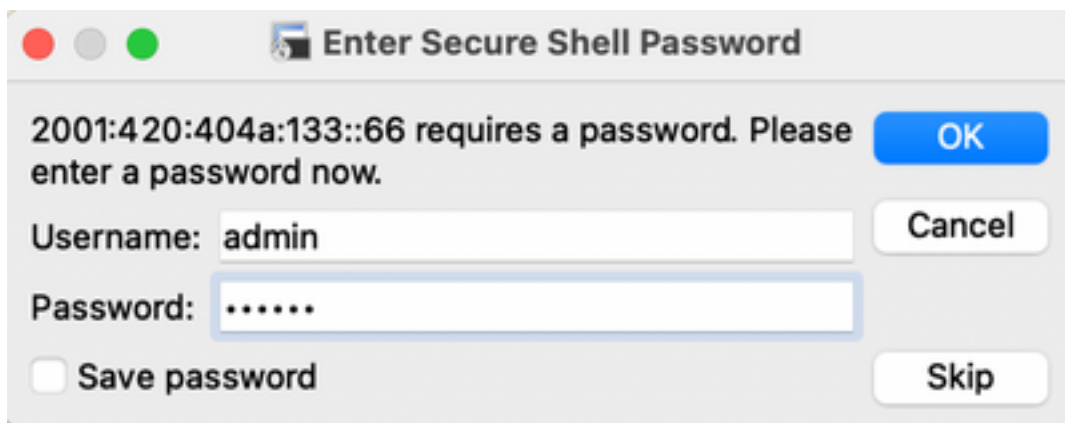 Enter Secure Shell Password
2001:420:404a:133::66 requires a password. Please
enter a password now.
OK
Username: admin
Cancel
Password: ••••••
Save password
Skip